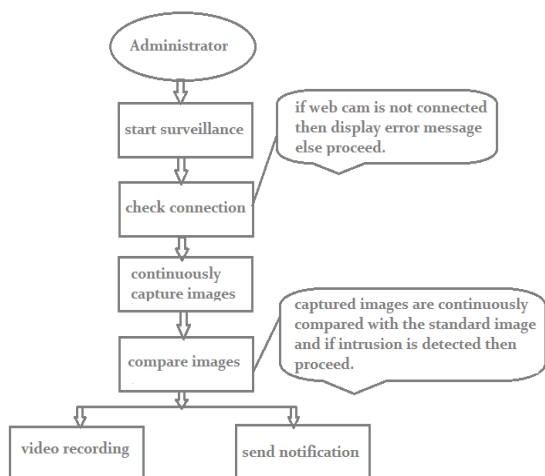 Administrator
start surveillance
if web cam is not connected
then display error message
else proceed.
check connection
continuously
capture images
captured images are continuously
compared with the standard image
and if intrusion is detected then
proceed.
compare images
video recording
send notification